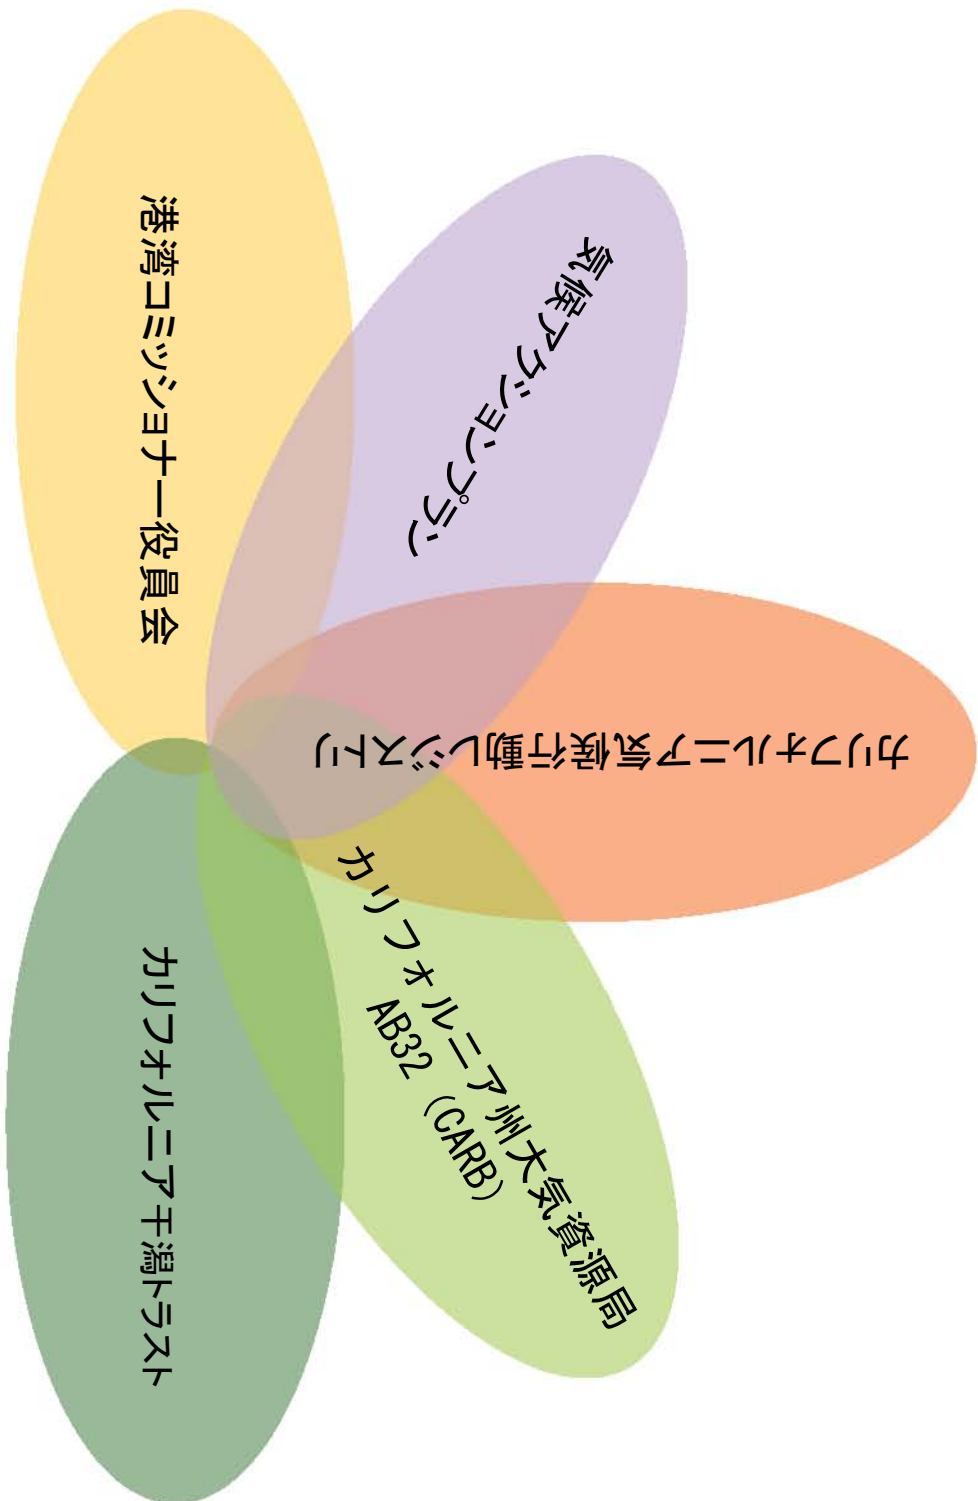 港湾コミッショナー役員会
気候アクションプラン
カリフォルニア気候行動レジストリ
カリフォルニア州大気資源局
AB32（CARB）
カリフォルニア干潟トラスト